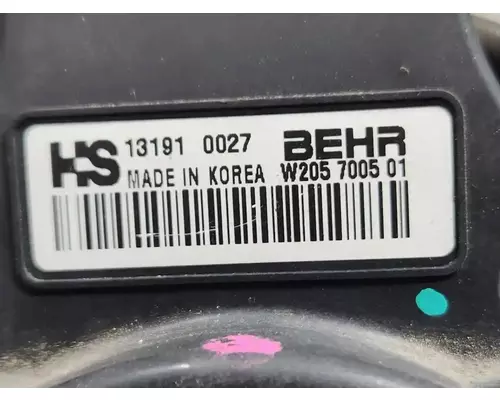 HS 13191 0027 BEHR
MADE IN KOREA W205 7005 01